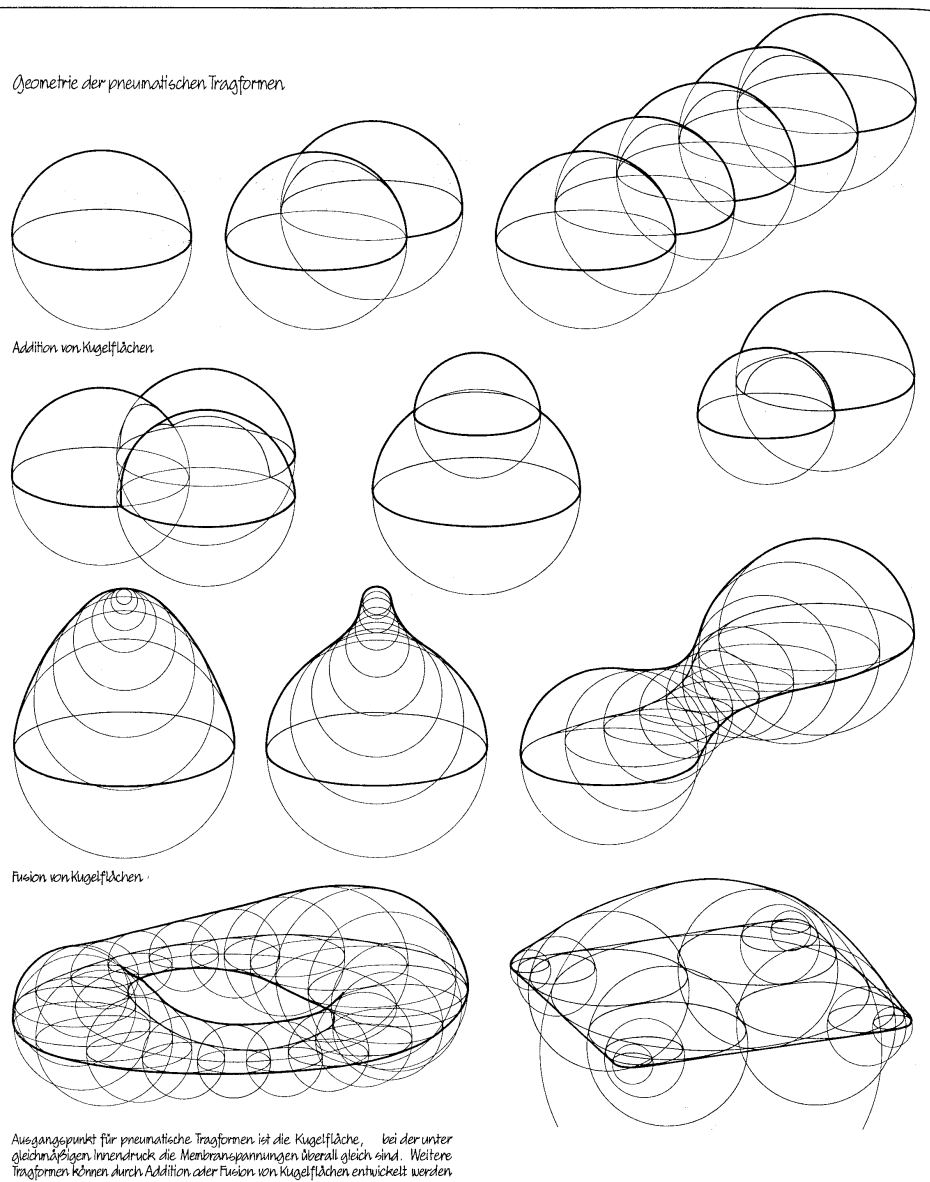 Geometrie der pneumatischen Tragformen
Addition von Kugelflächen
Fusion von Kugelflächen
Ausgangspunkt für pneumatische Tragformen ist die Kugelfläche, bei der unter
gleichmäßigen Innendruck die Membranspannungen überall gleich sind. Weitere
Tragformen können durch Addition oder Fusion von Kugelflächen entwickelt werden